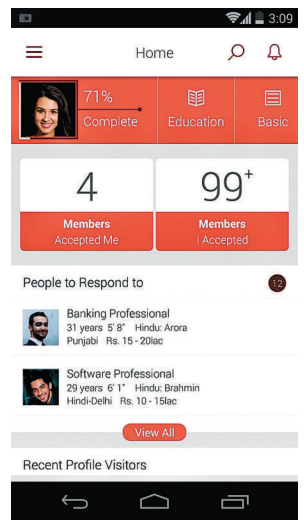 3:09
Home
71%
Complete
Education
Basic
4
99+
Members
Accepted Me
Members
I Accepted
People to Respond to
12
Banking Professional
31 years 5' 8" Hindu: Arora
Punjabi Rs. 15 - 20lac
Software Professional
29 years 6' 1" Hindu: Brahmin
Hindi-Delhi Rs. 10 - 15lac
View All
Recent Profile Visitors